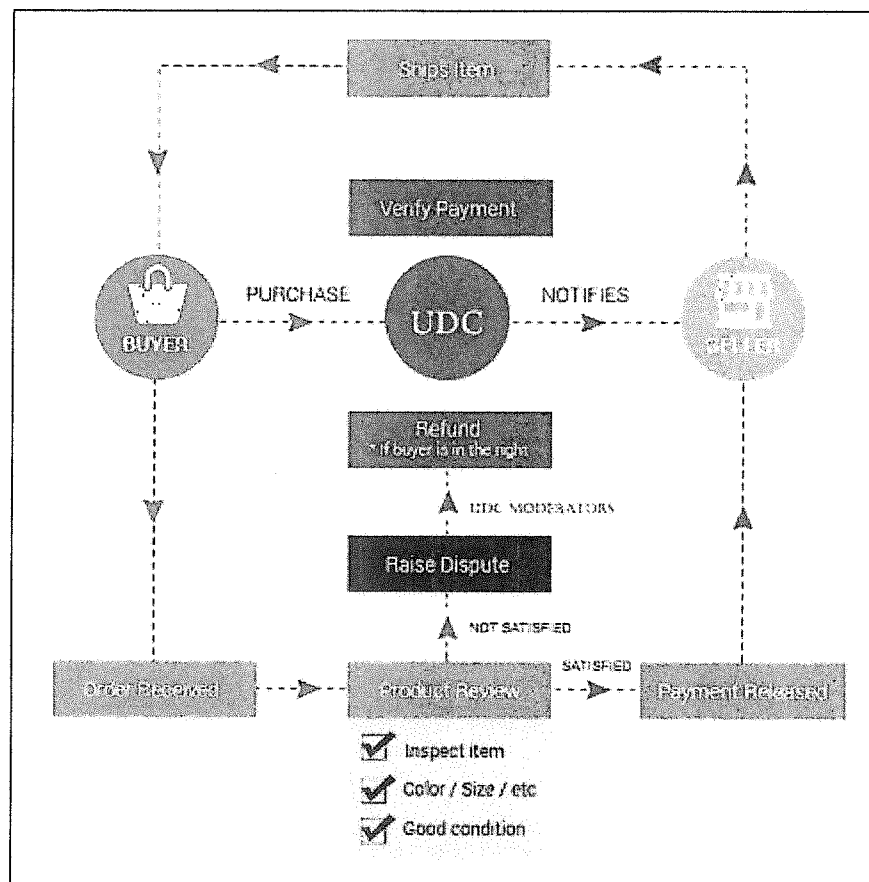 Ships Item
Verify Payment
PURCHASE
NOTIFIES
BUYER
UDC
SELLER
Refund
* If buyer is in the right
UDC MODERATORS
Raise Dispute
NOT SATISFIED
SATISFIED
Order Received
Product Review
Payment Released
Inspect item
Color / Size / etc
Good condition